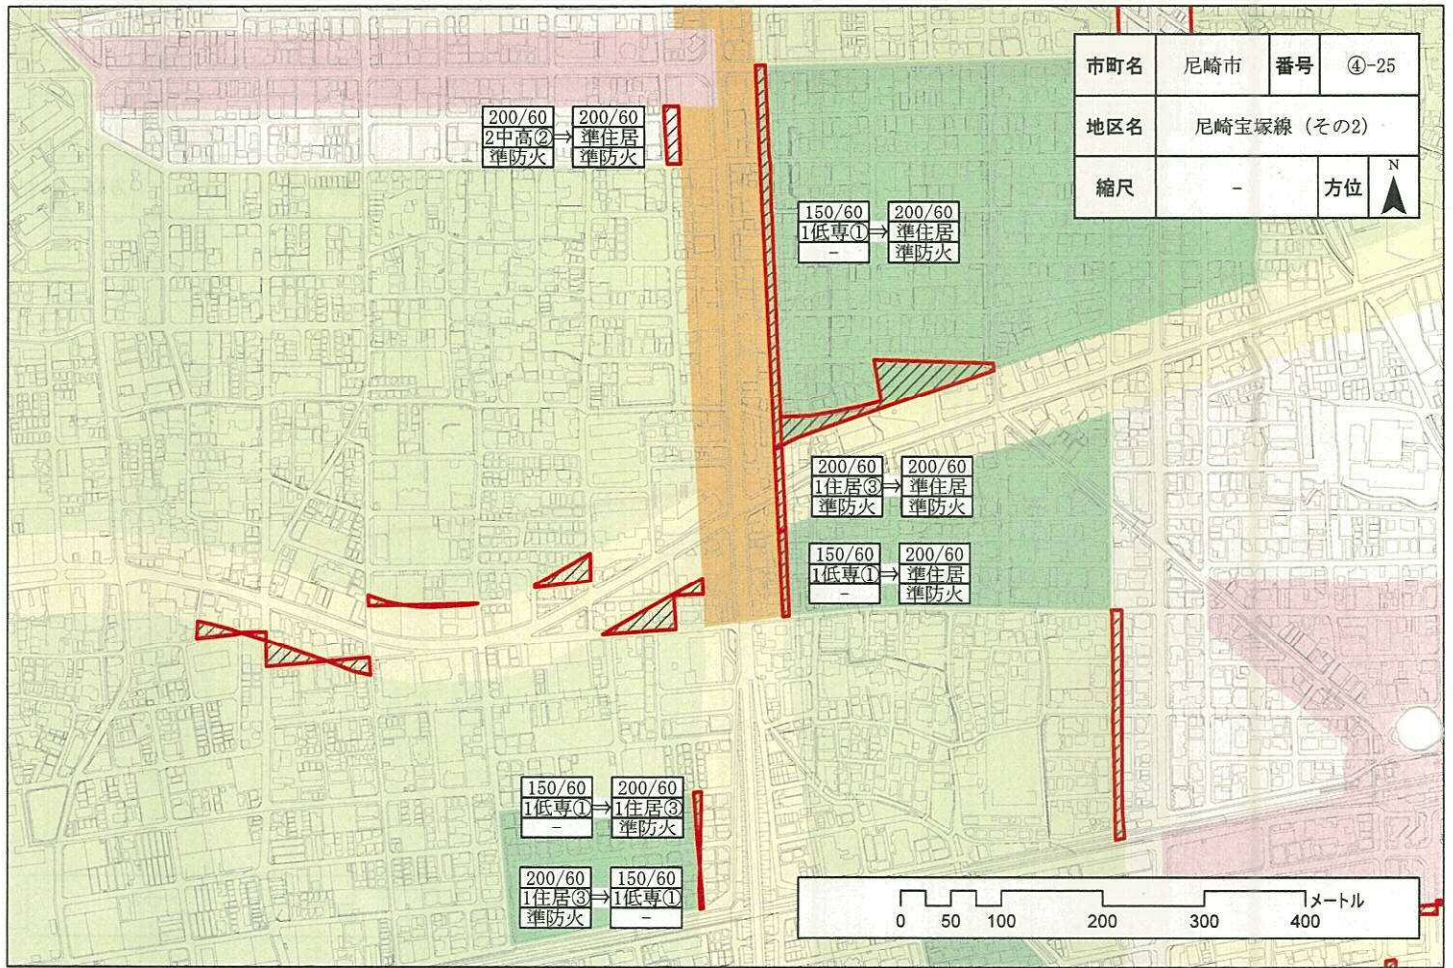 市町名 尼崎市 番号 ④-25
地区名 尼崎宝塚線（その2）
縮尺 - 方位 N
200/60 200/60
2中高②⇒準住居
準防火 準防火
150/60 200/60
1低専①⇒準住居
- 準防火
200/60 200/60
1住居③⇒準住居
準防火 準防火
150/60 200/60
1低専①⇒準住居
- 準防火
150/60 200/60
1低専①⇒1住居③
- 準防火
200/60 150/60
1住居③⇒1低専①
準防火 -
メートル
0 50 100 200 300 400